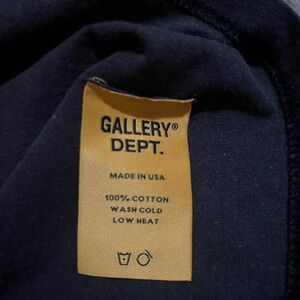 GALLERY®
DEPT.
MADE IN USA
100% COTTON
WASH COLD
LOW HEAT